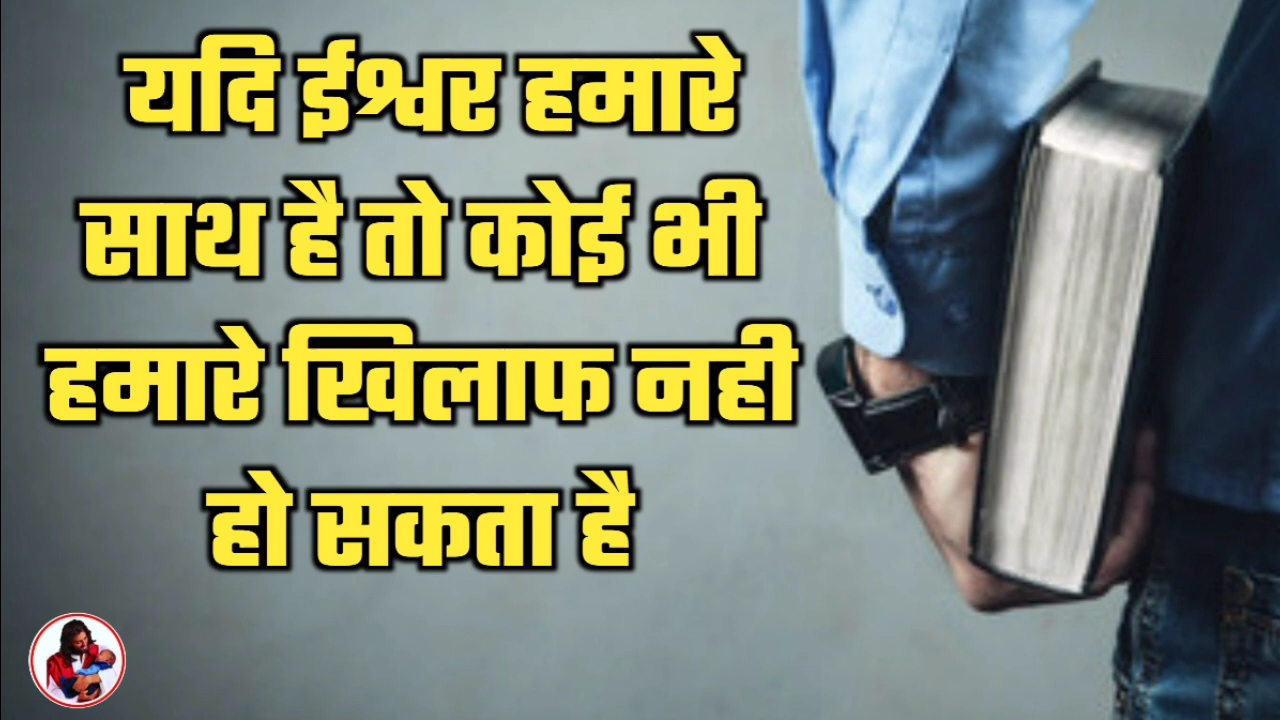 यदि ईश्वर हमारे
साथ है तो कोई भी
हमारे खिलाफ नही
हो सकता है